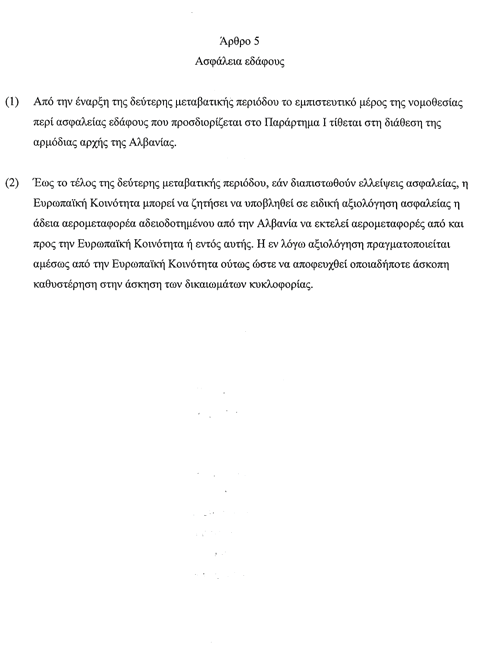 Άρθρο 5
Ασφάλεια εδάφους
(1) Από την έναρξη της δεύτερης μεταβατικής περιόδου το εμπιστευτικό μέρος της νομοθεσίας
περί ασφαλείας εδάφους που προσδιορίζεται στο Παράρτημα Ι τίθεται στη διάθεση της
αρμόδιας αρχής της Αλβανίας.
(2) Έως το τέλος της δεύτερης μεταβατικής περιόδου, εάν διαπιστωθούν ελλείψεις ασφαλείας, η
Ευρωπαϊκή Κοινότητα μπορεί να ζητήσει να υποβληθεί σε ειδική αξιολόγηση ασφαλείας η
άδεια αερομεταφορέα αδειοδοτημένου από την Αλβανία να εκτελεί αερομεταφορές από και
προς την Ευρωπαϊκή Κοινότητα ή εντός αυτής. Η εν λόγω αξιολόγηση πραγματοποιείται
αμέσως από την Ευρωπαϊκή Κοινότητα ούτως ώστε να αποφευχθεί οποιαδήποτε άσκοπη
καθυστέρηση στην άσκηση των δικαιωμάτων κυκλοφορίας.